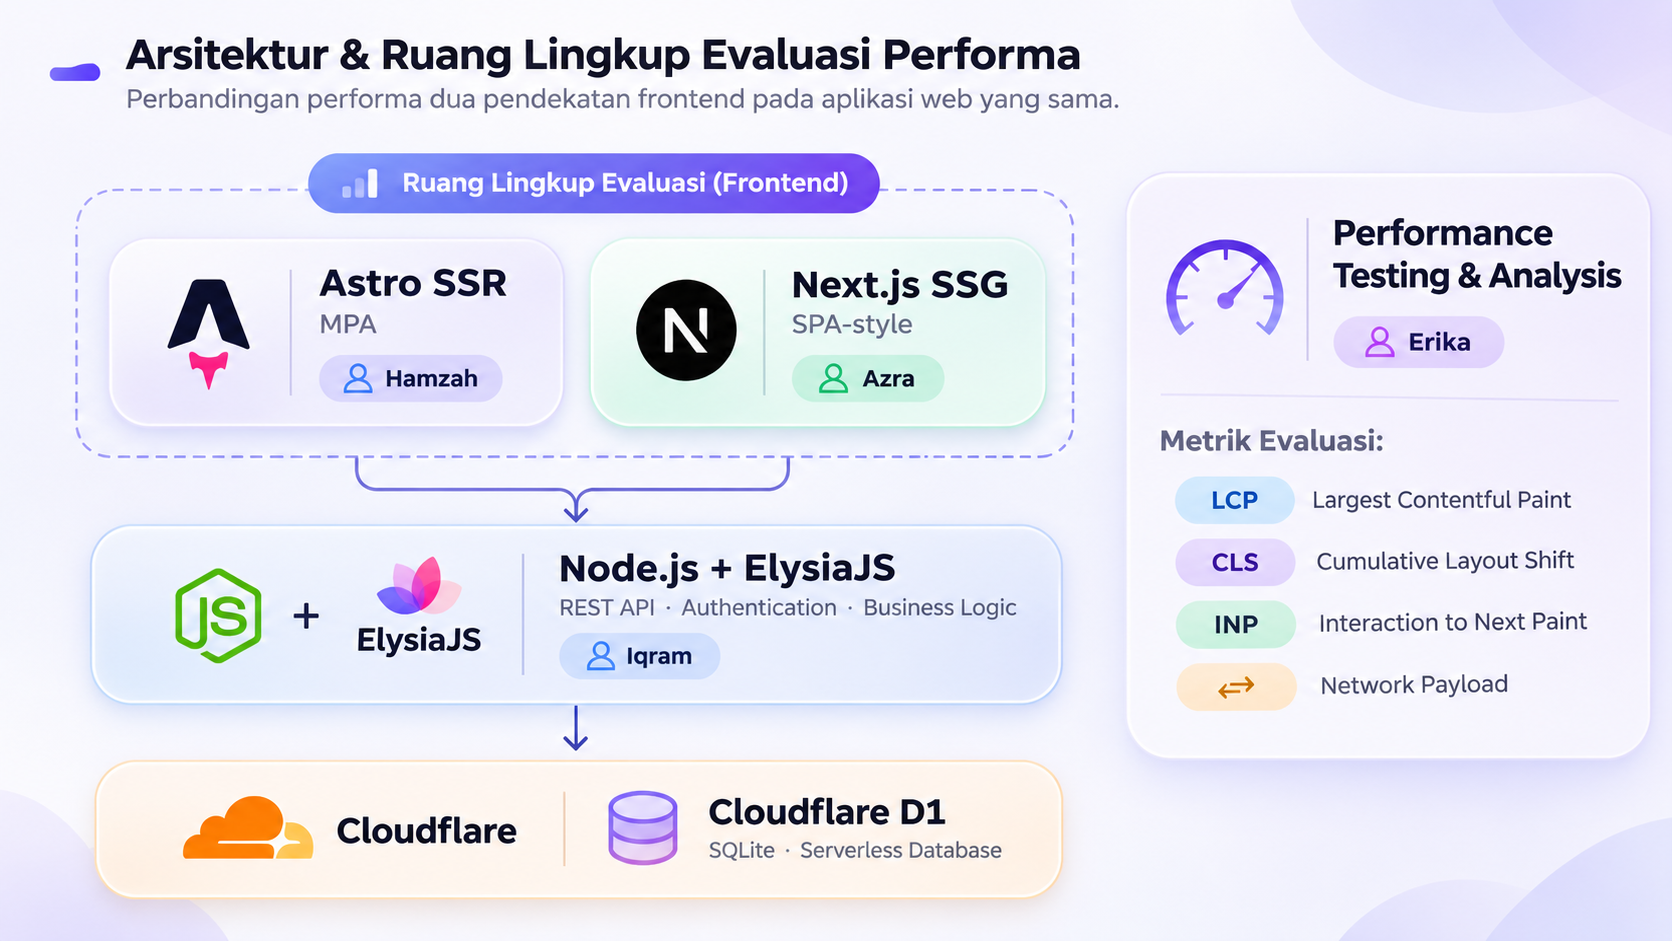 Arsitektur & Ruang Lingkup Evaluasi Performa
Perbandingan performa dua pendekatan frontend pada aplikasi web yang sama.
Ruang Lingkup Evaluasi (Frontend)
Astro SSR
MPA
Hamzah
N
Next.js SSG
SPA-style
Azra
JS
+
ElysiaJS
Node.js + ElysiaJS
REST API · Authentication · Business Logic
Iqram
Cloudflare
Cloudflare D1
SQLite · Serverless Database
Performance
Testing & Analysis
Erika
Metrik Evaluasi:
LCP Largest Contentful Paint
CLS Cumulative Layout Shift
INP Interaction to Next Paint
Network Payload